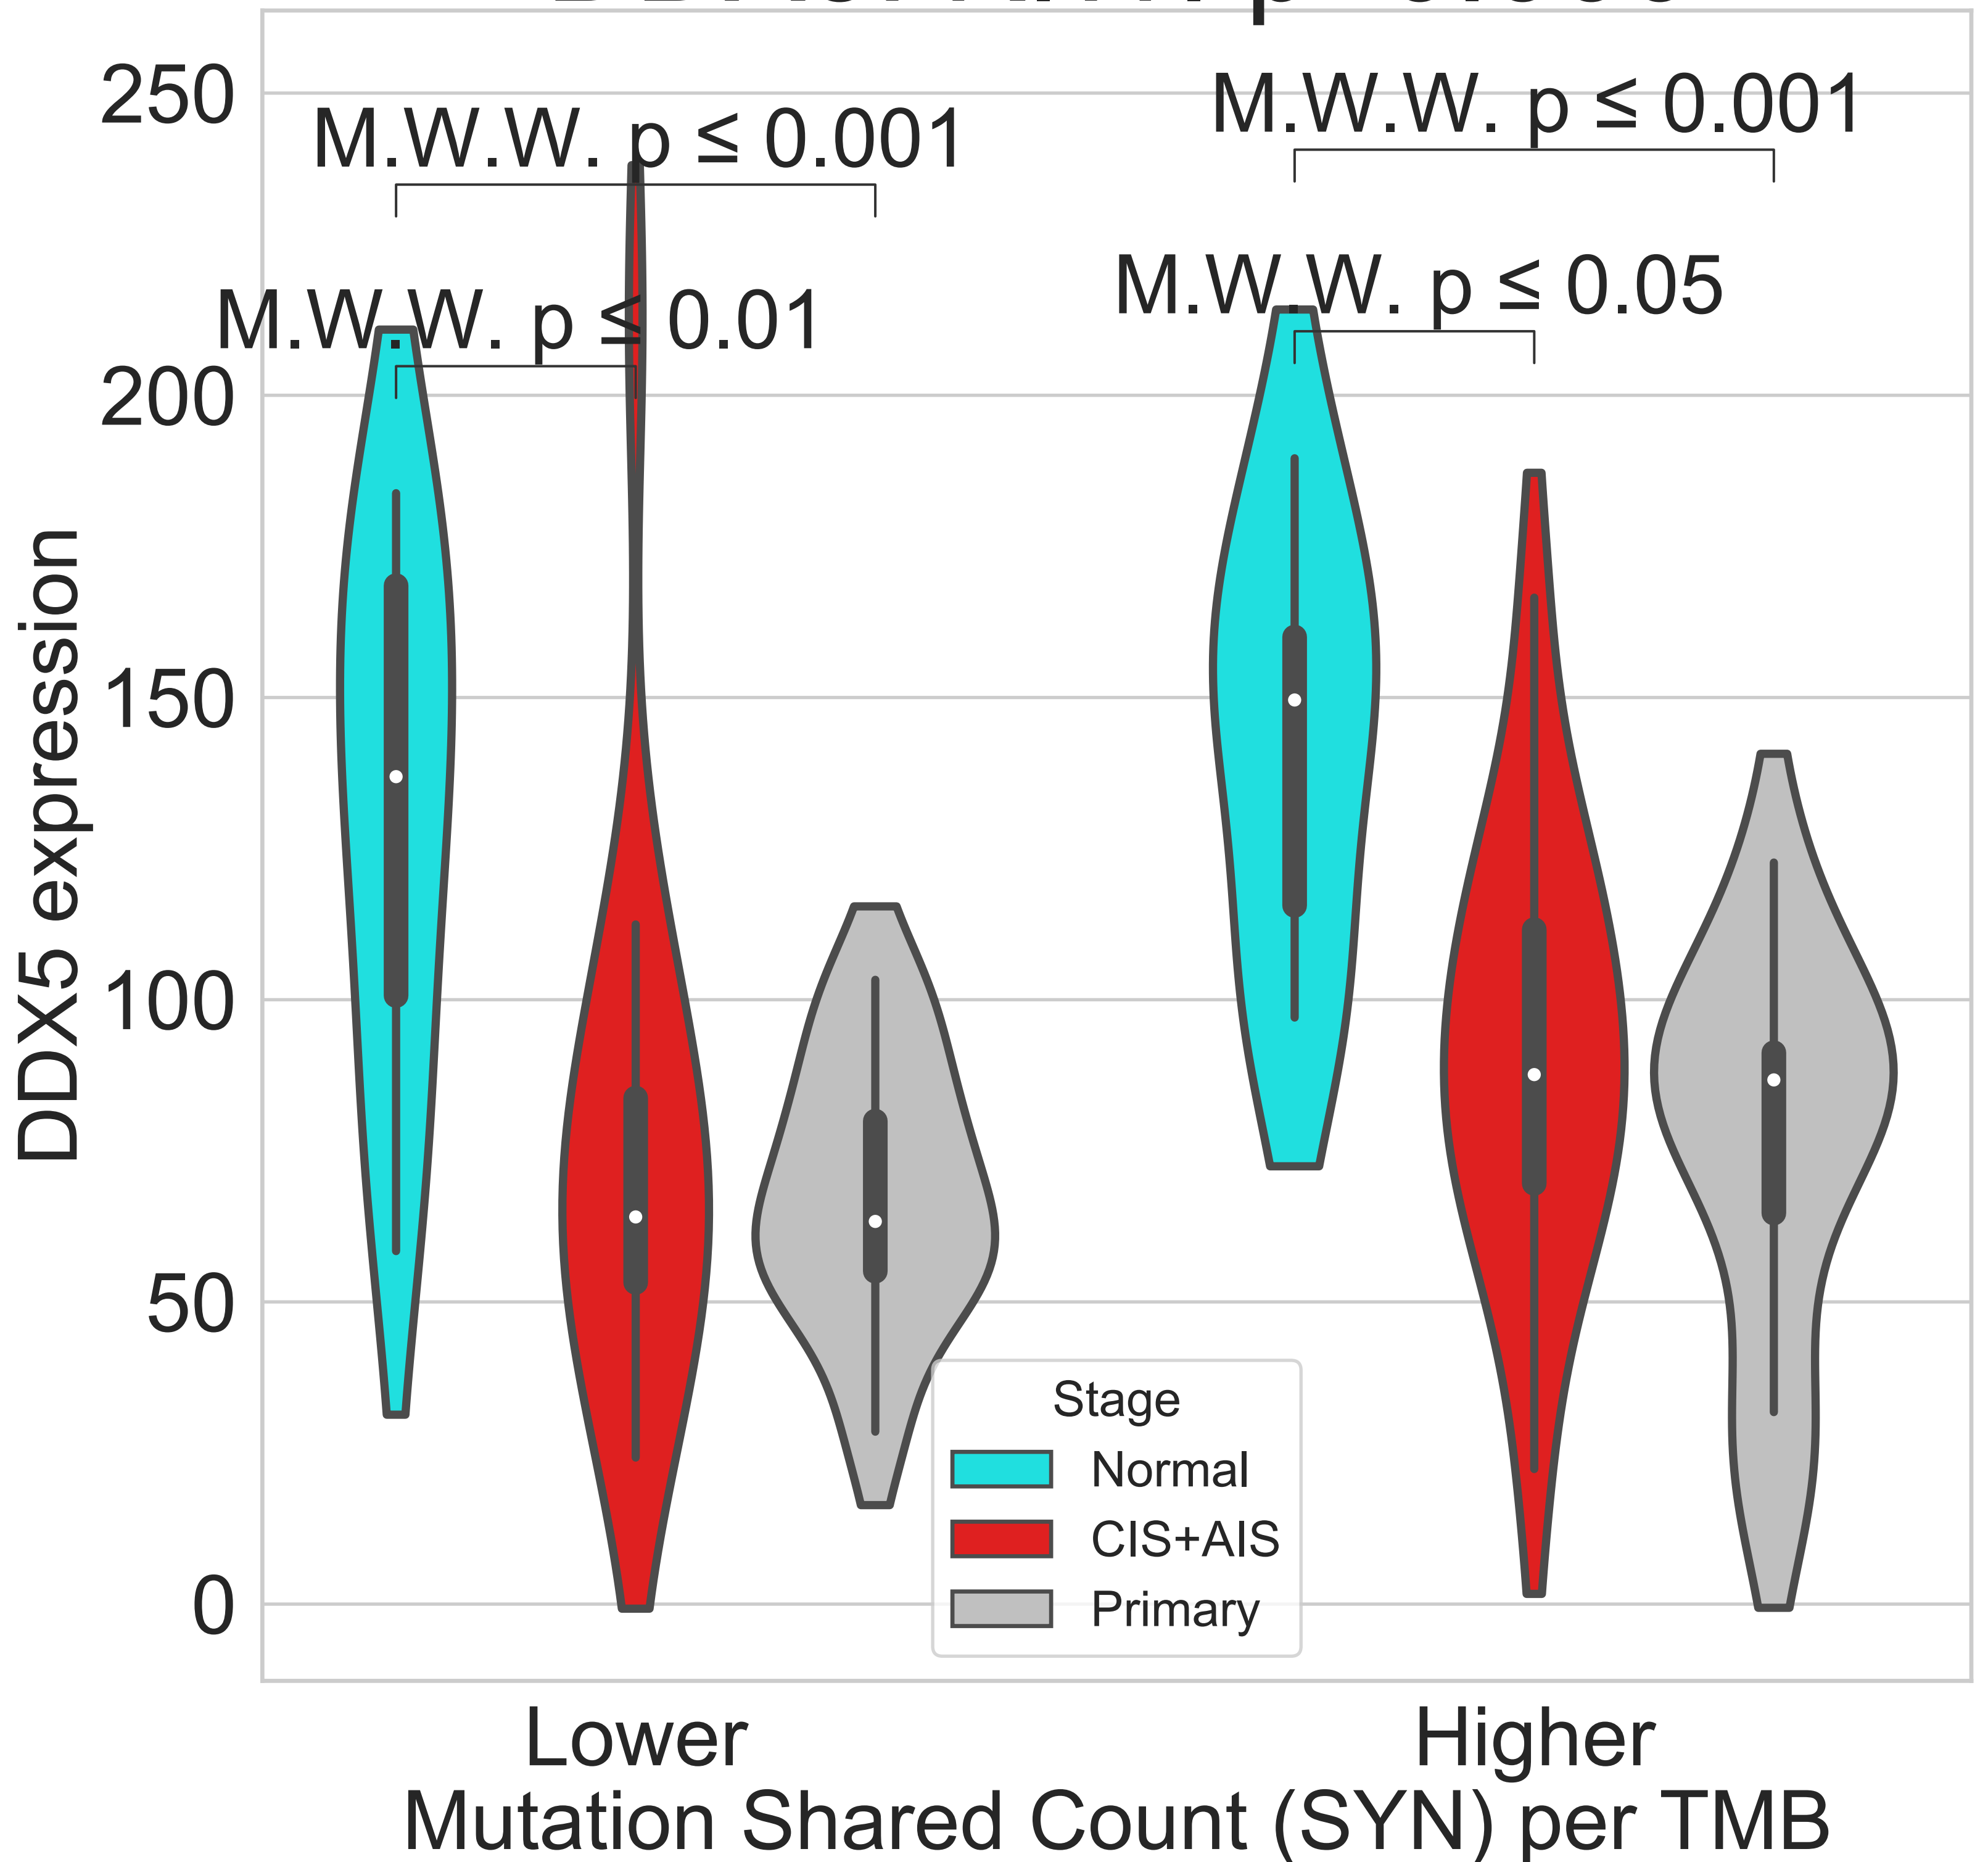 250
M.W.W. p ≤ 0.001
M.W.W. p ≤ 0.001
M.W.W. p ≤ 0.01
M.W.W. p ≤ 0.05
200
150
100
50
0
DDX5 expression
Stage
Normal
CIS+AIS
Primary
Lower
Higher
Mutation Shared Count (SYN) per TMB